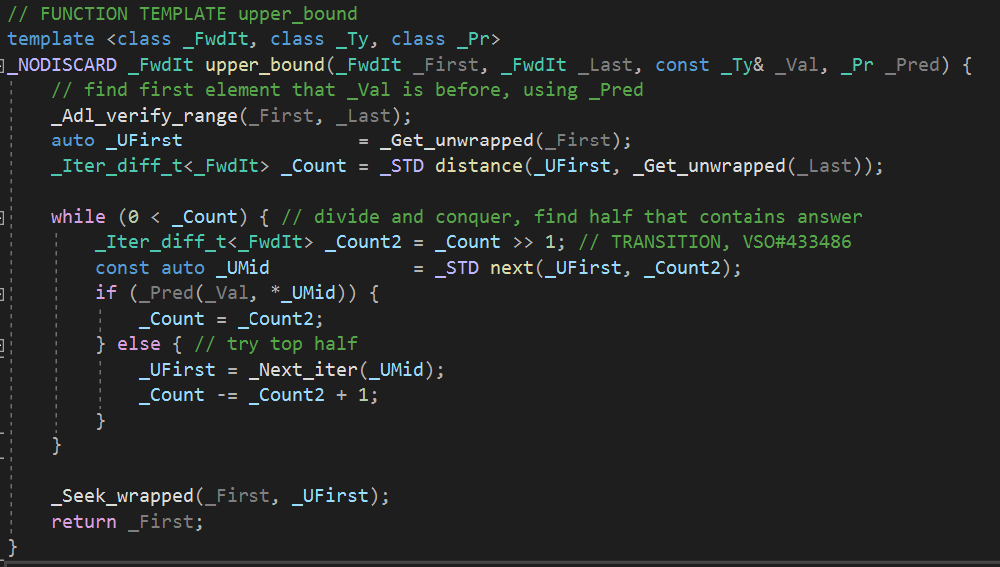 // FUNCTION TEMPLATE upper_bound
template <class _FwdIt, class _Ty, class _Pr>
_NODISCARD _FwdIt upper_bound(_FwdIt _First, _FwdIt _Last, const _Ty& _Val, _Pr _Pred) {
    // find first element that _Val is before, using _Pred
    _Adl_verify_range(_First, _Last);
    auto _UFirst                = _Get_unwrapped(_First);
    _Iter_diff_t<_FwdIt> _Count = _STD distance(_UFirst, _Get_unwrapped(_Last));

    while (0 < _Count) { // divide and conquer, find half that contains answer
        _Iter_diff_t<_FwdIt> _Count2 = _Count >> 1; // TRANSITION, VSO#433486
        const auto _UMid             = _STD next(_UFirst, _Count2);
        if (_Pred(_Val, *_UMid)) {
            _Count = _Count2;
        } else { // try top half
            _UFirst = _Next_iter(_UMid);
            _Count -= _Count2 + 1;
        }
    }

    _Seek_wrapped(_First, _UFirst);
    return _First;
}